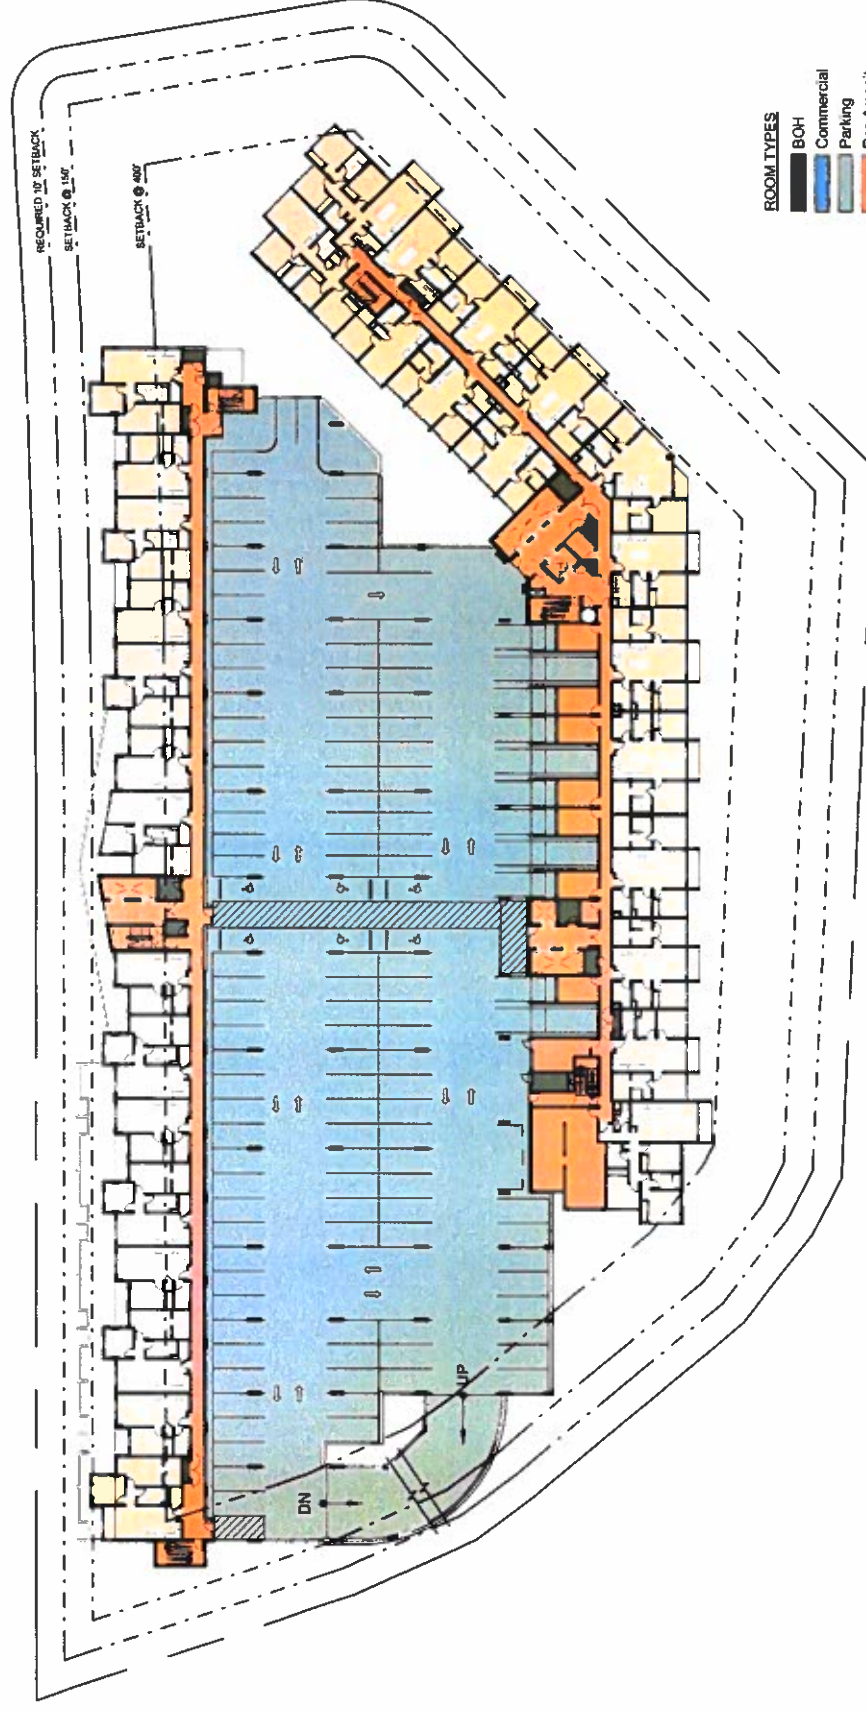 REQUIRED 10' SETBACK
SETBACK @ 150'
SETBACK @ 400'
ROOM TYPES
BOH
Commercial
Parking
UP
DN